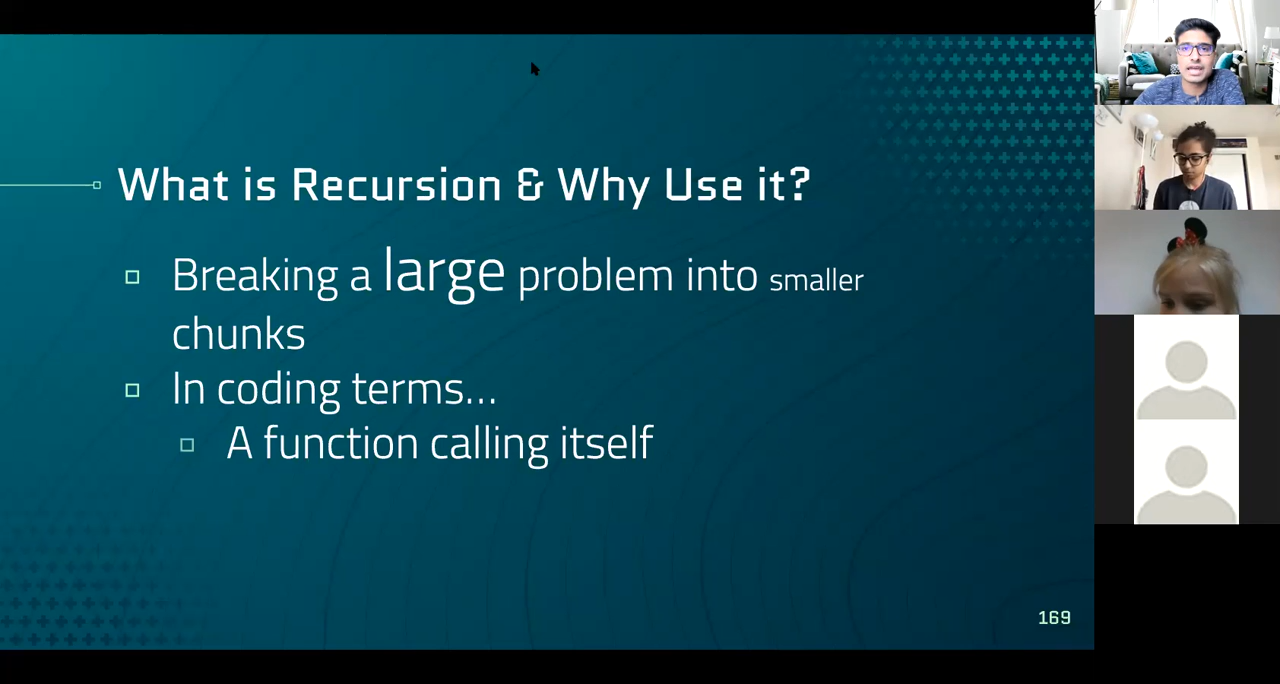 What is Recursion & Why Use it?
Breaking a large problem into smaller
chunks
In coding terms...
A function calling itself
169